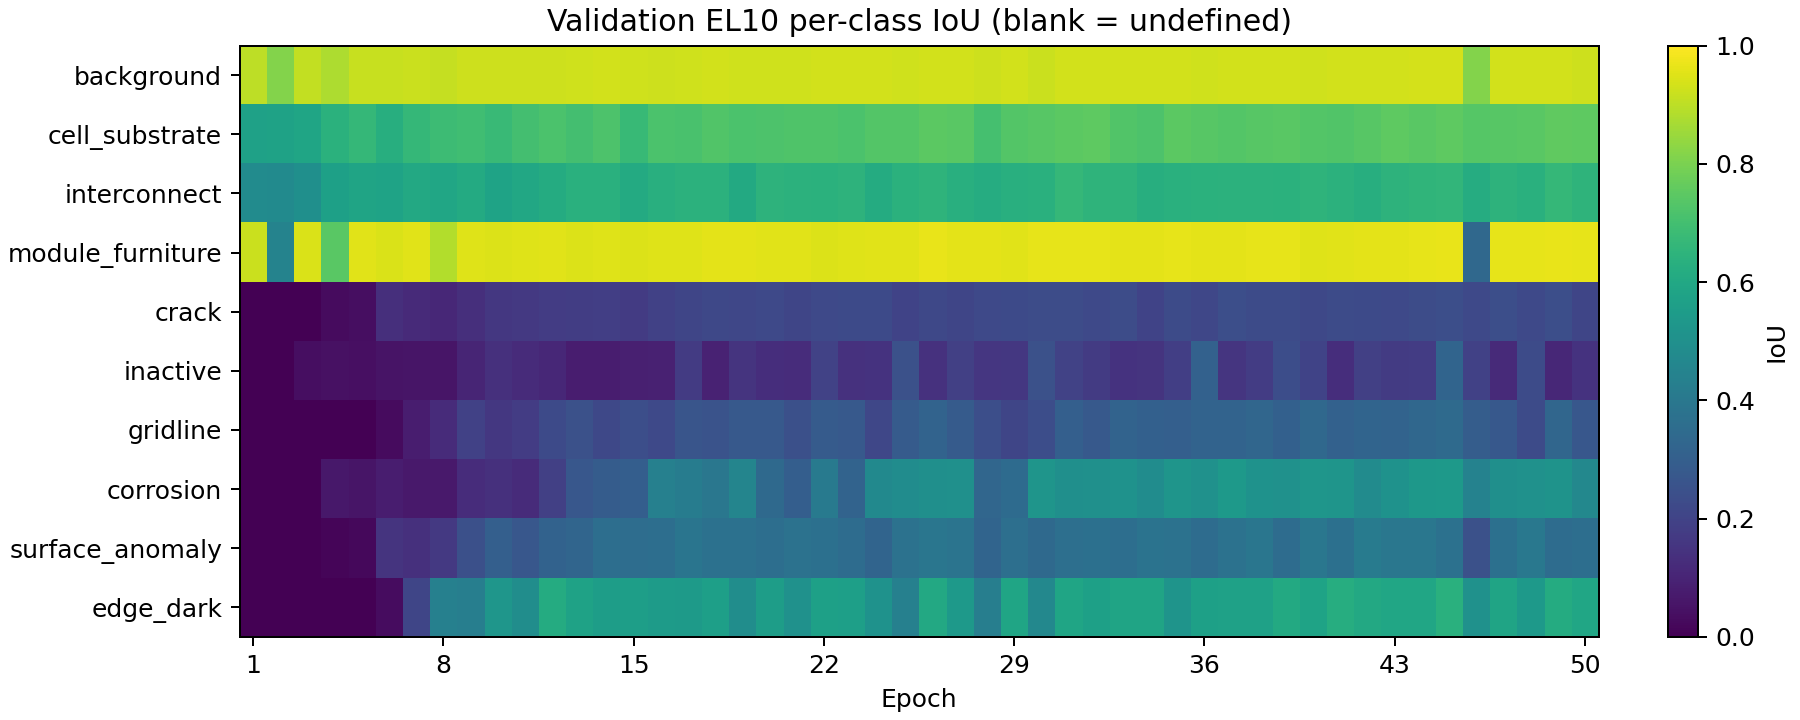 Validation EL10 per-class IoU (blank = undefined)
background
cell_substrate
interconnect
module_furniture
crack
inactive
gridline
corrosion
surface_anomaly
edge_dark
1 8 15 22 29 36 43 50
Epoch
1.0
0.8
0.6
0.4
0.2
0.0
IoU